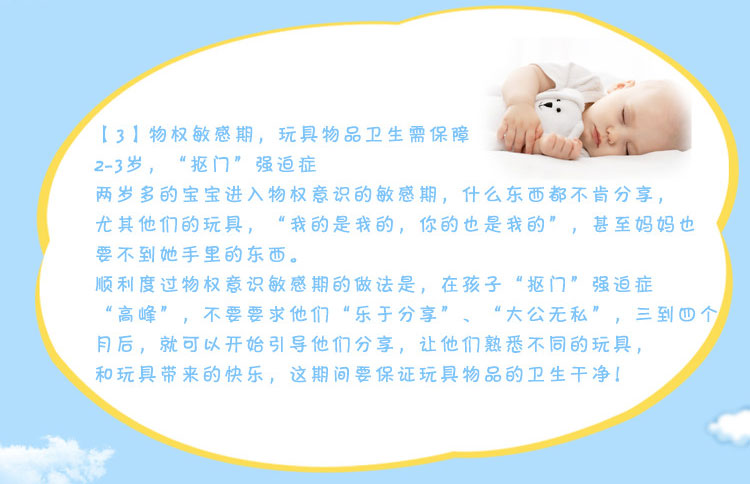 【3】物权敏感期，玩具物品卫生需保障
2-3岁，“抠门”强迫症
两岁多的宝宝进入物权意识的敏感期，什么东西都不肯分享，
尤其他们的玩具，“我的是我的，你的也是我的”，甚至妈妈也
要不到她手里的东西。
顺利度过物权意识敏感期的做法是，在孩子“抠门”强迫症
“高峰”，不要要求他们“乐于分享”、“大公无私”，三到四个
月后，就可以开始引导他们分享，让他们熟悉不同的玩具，
和玩具带来的快乐，这期间要保证玩具物品的卫生干净！